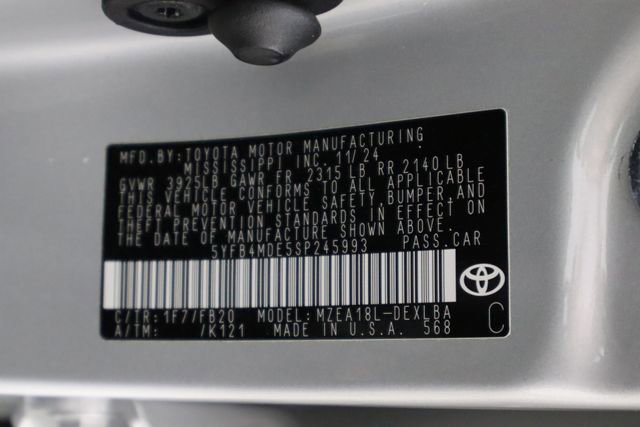 MFD.BY:TOYOTA MOTOR MANUFACTURING
MISSISSIPPI INC. 11/24
GVWR 3925LB GAWR FR 2315 LB RR 2140 LB
THIS VEHICLE CONFORMS TO ALL APPLICABLE
FEDERAL MOTOR VEHICLE SAFETY, BUMPER, AND
THEFT PREVENTION STANDARDS IN EFFECT ON
THE DATE OF MANUFACTURE SHOWN ABOVE.
5YFB4MDE5SP245993 PASS.CAR
C/TR: 1F7/FB20 MODEL: MZEA18L-DEXLBA
A/TM: /K121 MADE IN U.S.A. 568 C